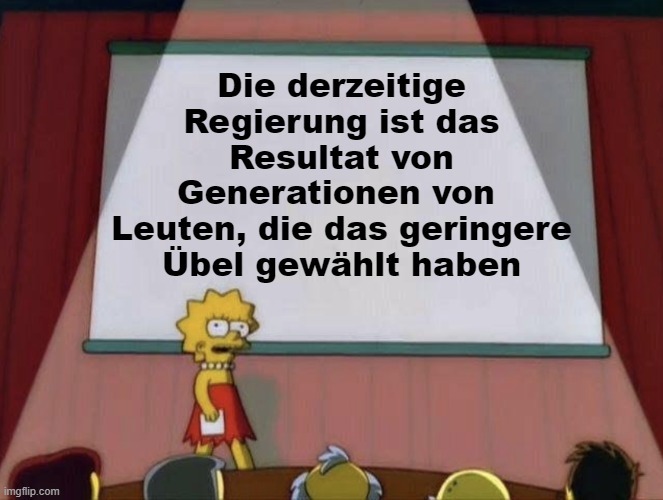 Die derzeitige
Regierung ist das
Resultat von
Generationen von
Leuten, die das geringere
Übel gewählt haben
imgflip.com